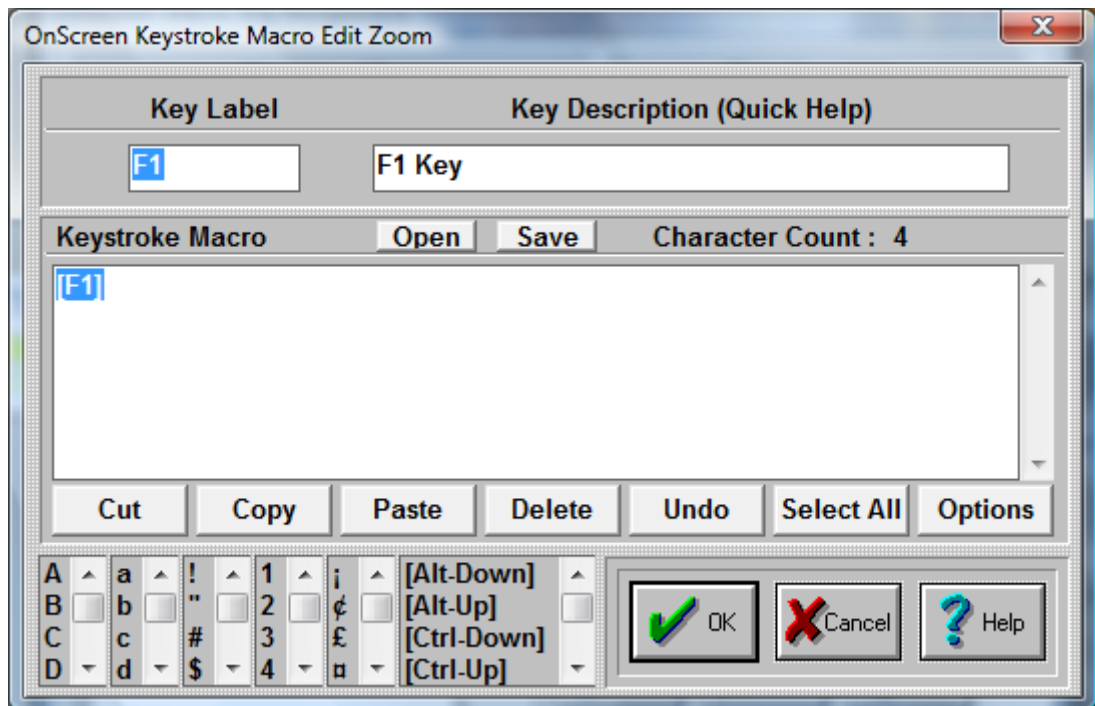 OnScreen Keystroke Macro Edit Zoom
Key Label Key Description (Quick Help)
F1 F1 Key
Keystroke Macro Open Save Character Count : 4
[F1]
Cut Copy Paste Delete Undo Select All Options
A a ! 1 ¡ [Alt-Down]
B b " 2 ¢ [Alt-Up]
C c # 3 £ [Ctrl-Down]
D d $ 4 ¤ [Ctrl-Up]
OK Cancel Help